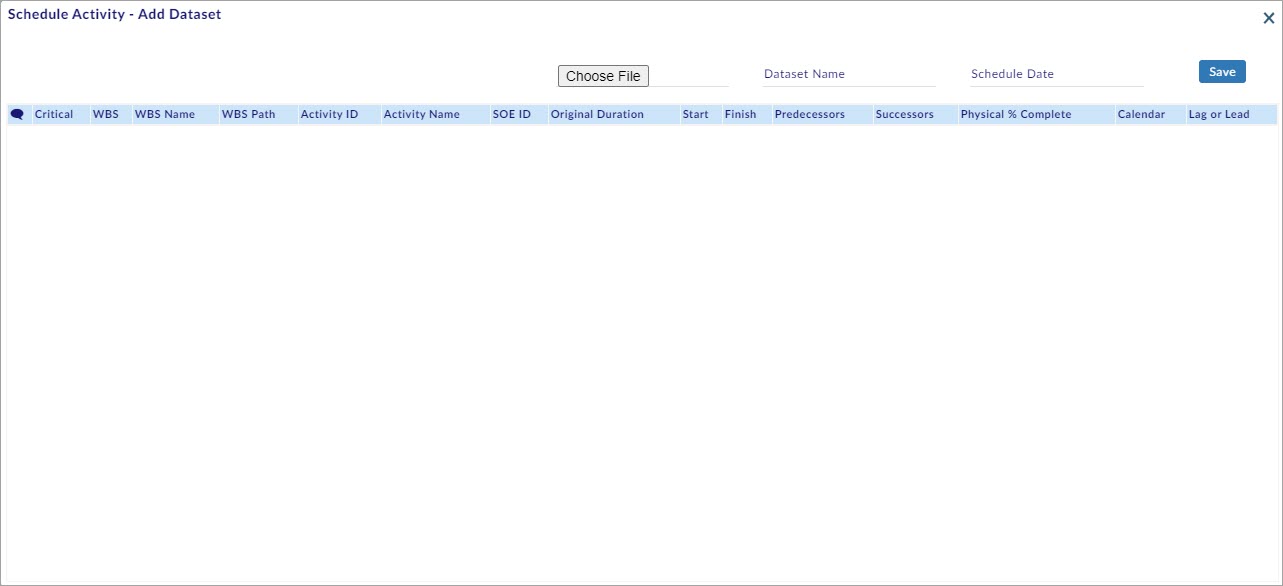 Schedule Activity - Add Dataset
Choose File Dataset Name Schedule Date Save
Critical WBS WBS Name WBS Path Activity ID Activity Name SOE ID Original Duration Start Finish Predecessors Successors Physical % Complete Calendar Lag or Lead